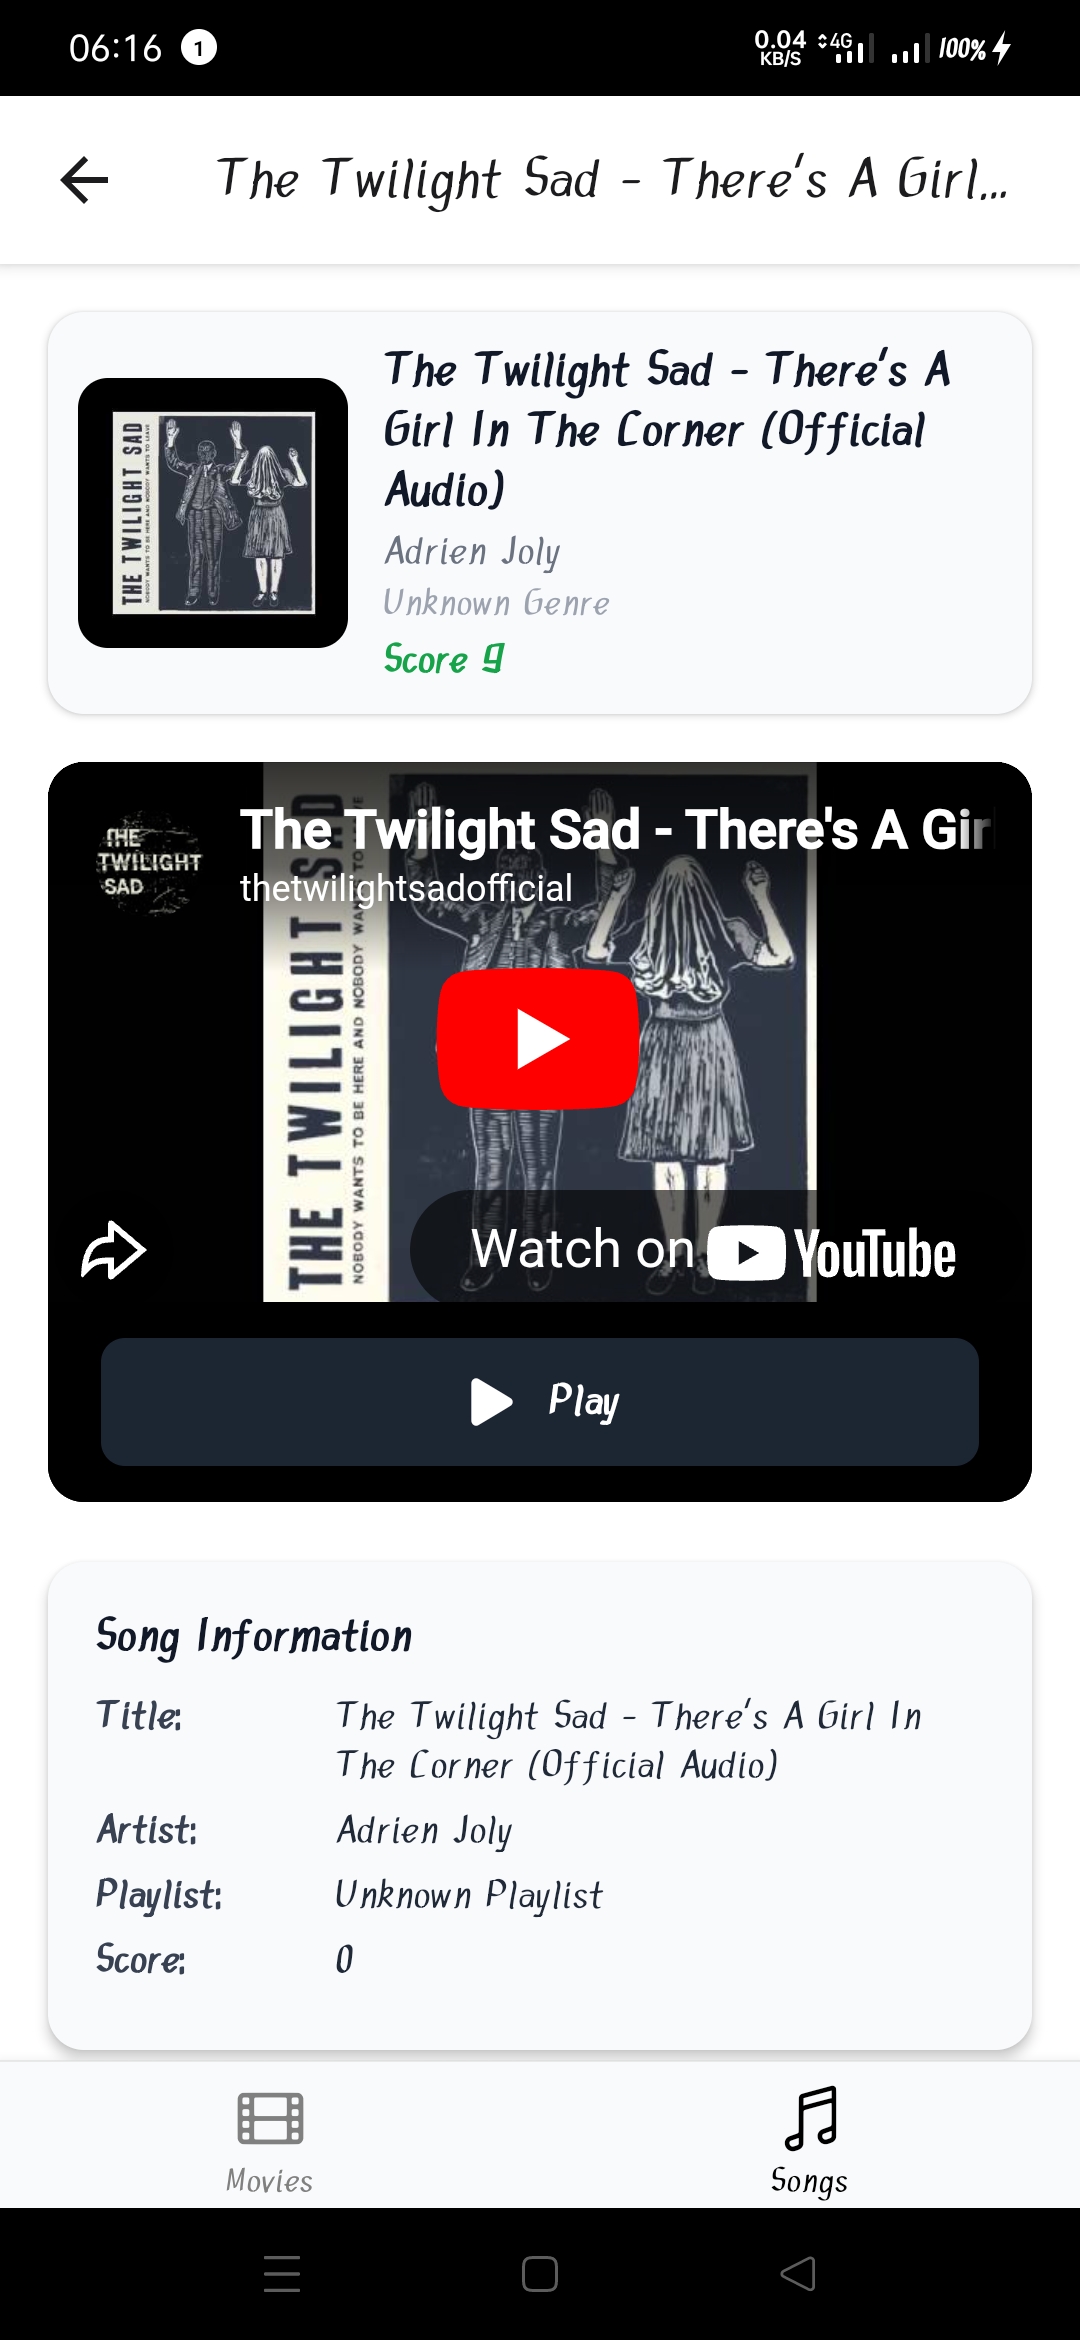 06:16
1
0.04
KB/S
4G
100%
The Twilight Sad - There's A Girl...
THE TWILIGHT SAD
NOBODY WANTS TO BE HERE AND NOBODY WANTS TO LEAVE
The Twilight Sad - There's A
Girl In The Corner (Official
Audio)
Adrien Joly
Unknown Genre
Score 9
THE
TWILIGHT
SAD
The Twilight Sad - There's A Gir
thetwilightsadofficial
THE TWILIGHT SAD
NOBODY WANTS TO BE HERE AND NOBODY WANTS TO
Watch on YouTube
Play
Song Information
Title: The Twilight Sad - There's A Girl In
The Corner (Official Audio)
Artist: Adrien Joly
Playlist: Unknown Playlist
Score: 0
Movies
Songs